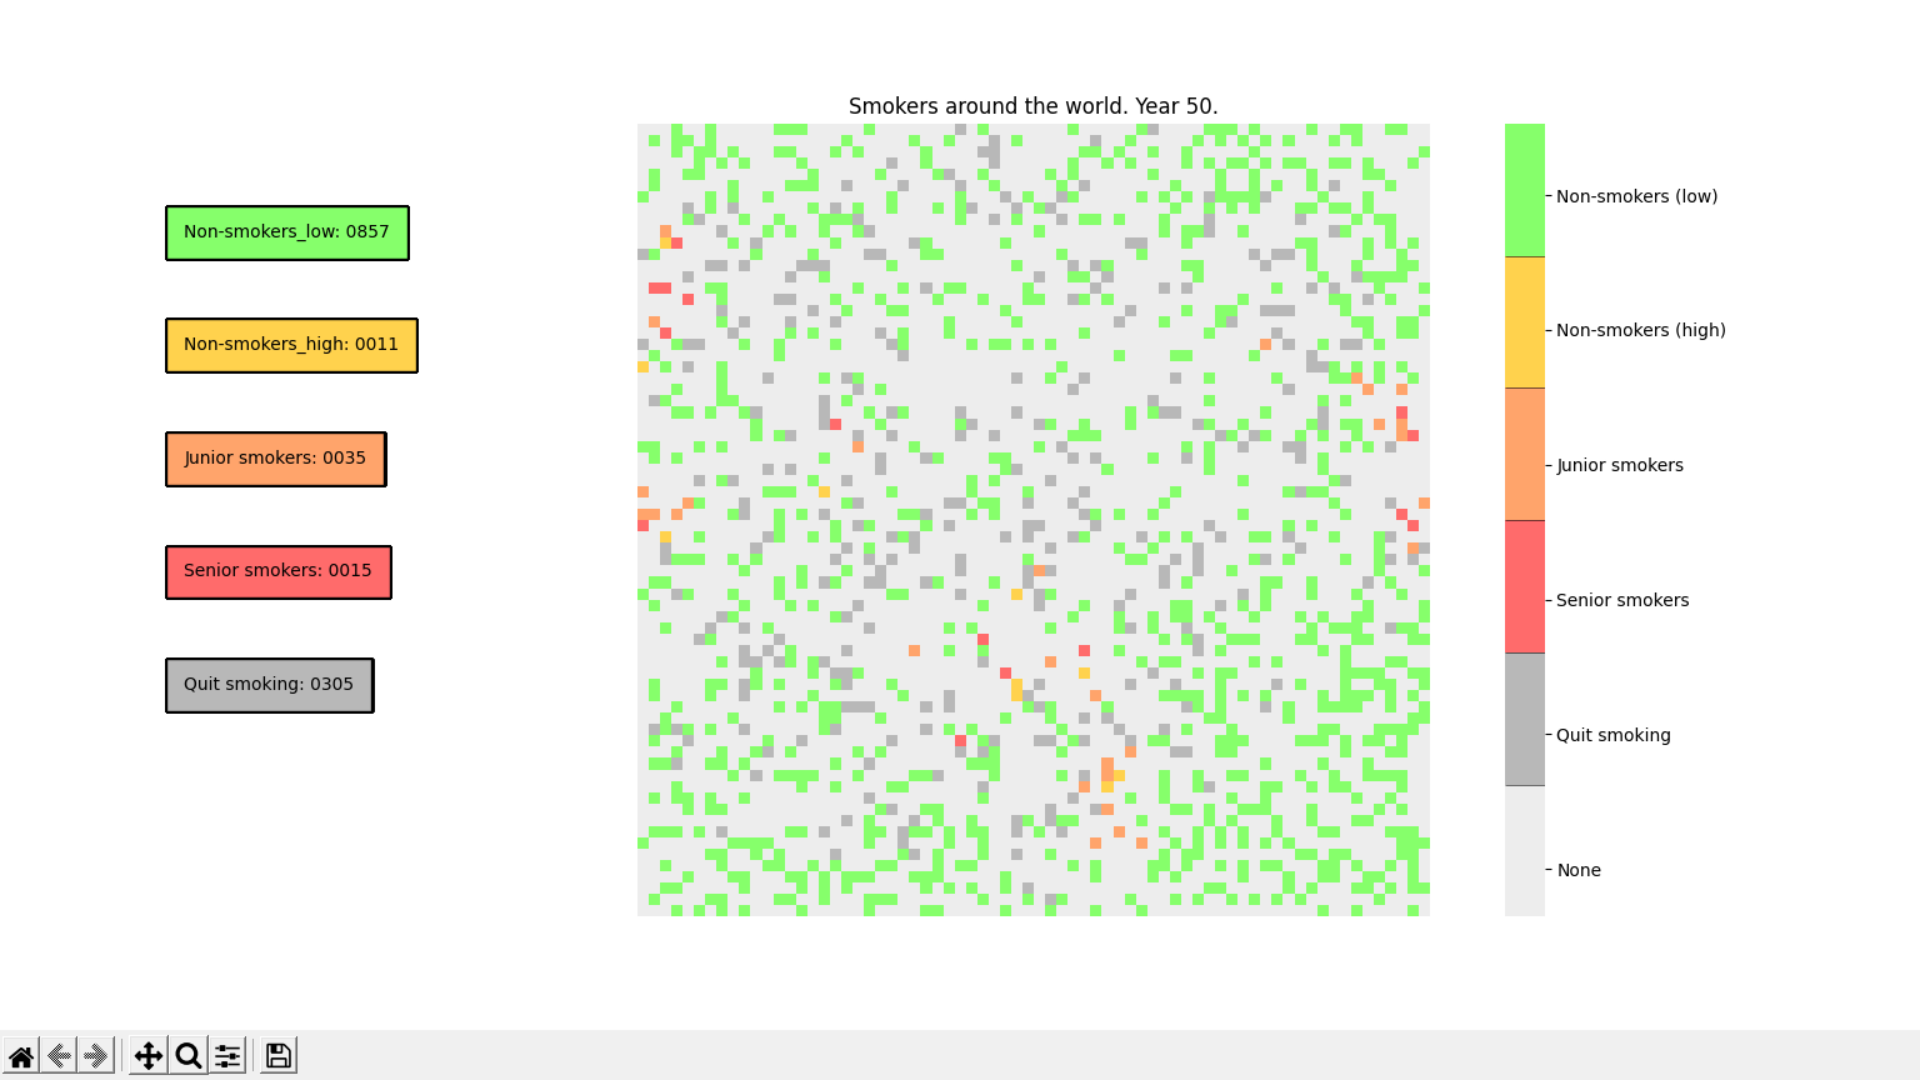 Smokers around the world. Year 50.
Non-smokers_low: 0857
Non-smokers_high: 0011
Junior smokers: 0035
Senior smokers: 0015
Quit smoking: 0305
Non-smokers (low)
Non-smokers (high)
Junior smokers
Senior smokers
Quit smoking
None